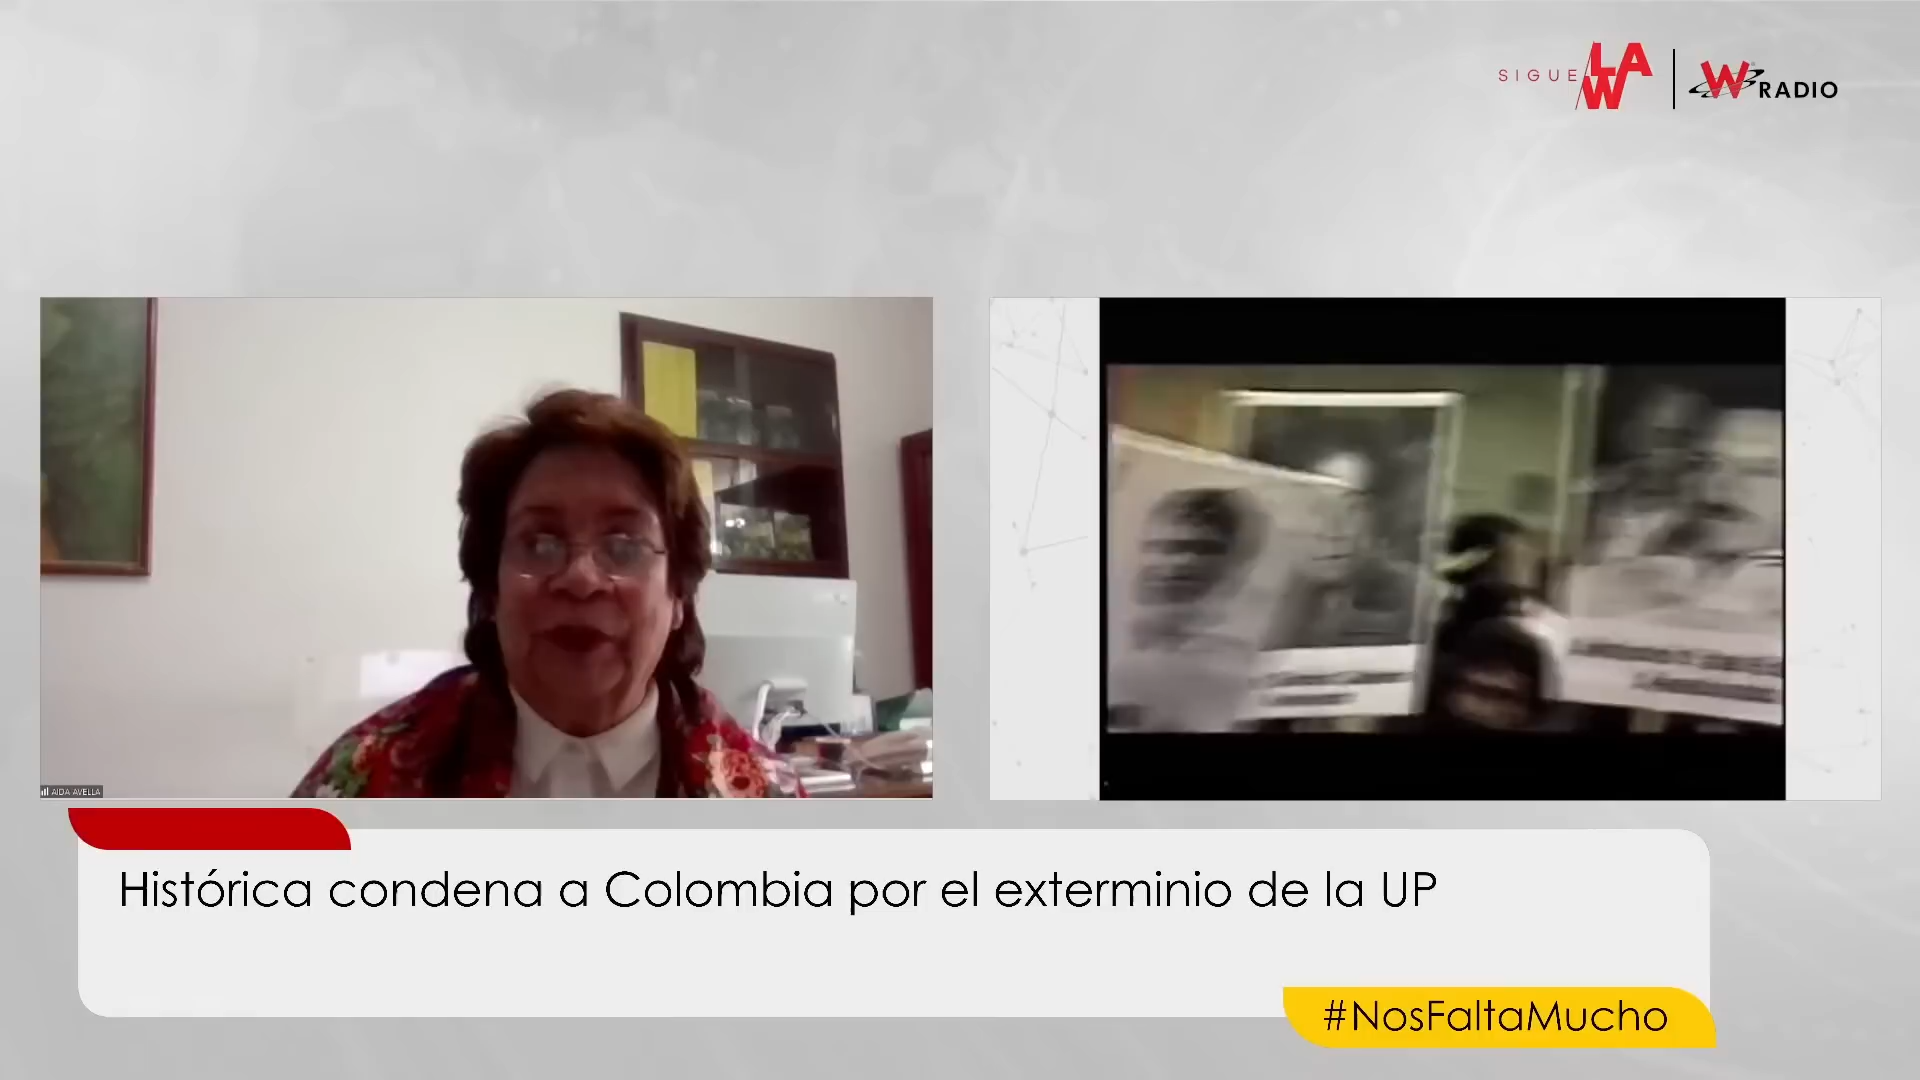 SIGUE LA W
W RADIO
AIDA AVELLA
Histórica condena a Colombia por el exterminio de la UP
#NosFaltaMucho